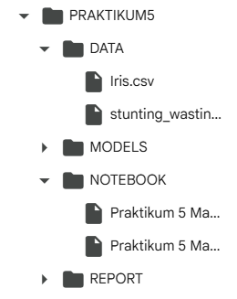 PRAKTIKUM5
DATA
Iris.csv
stunting_wastin...
MODELS
NOTEBOOK
Praktikum 5 Ma...
Praktikum 5 Ma...
REPORT